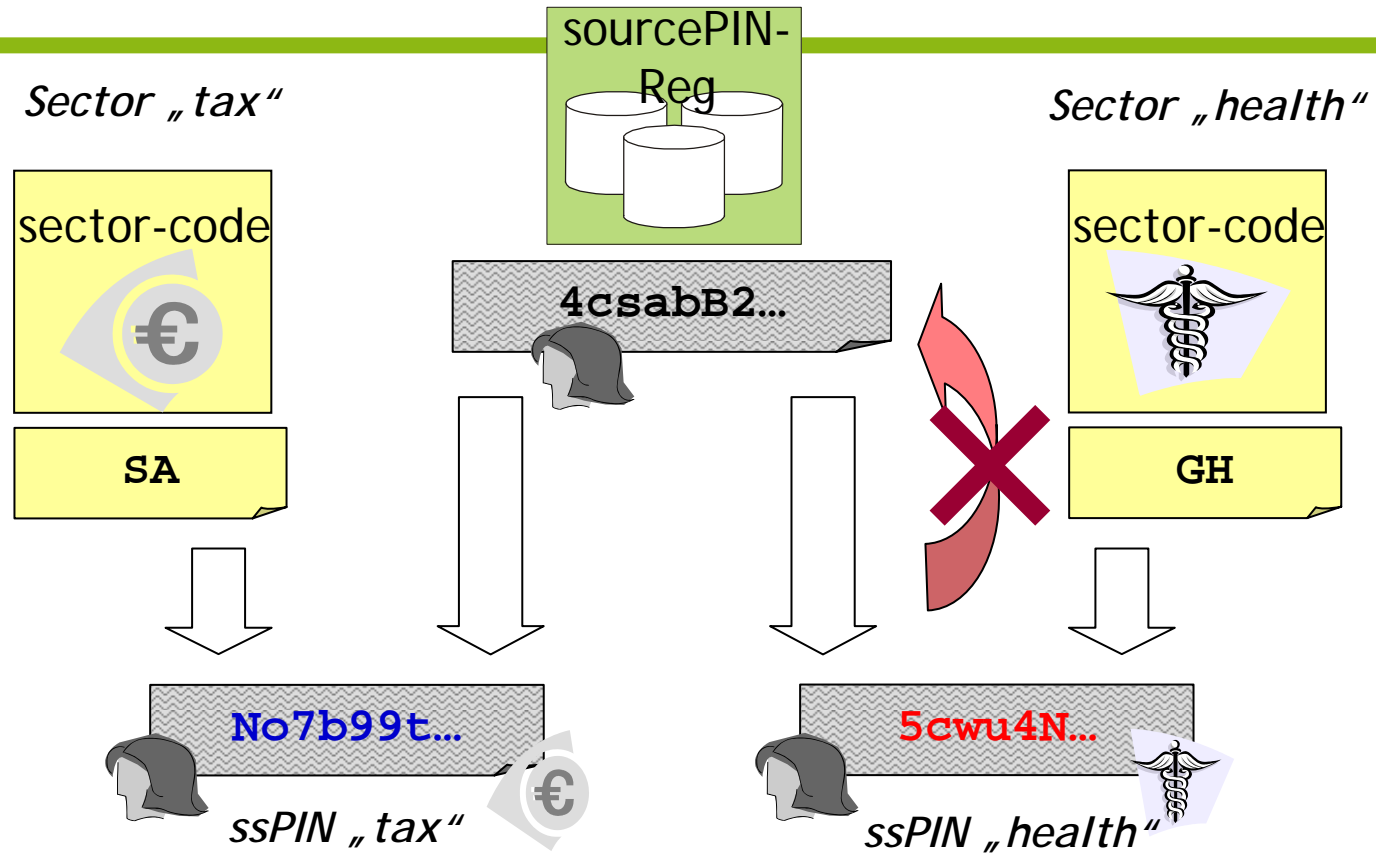 sourcePIN-
Reg
Sector „tax“
Sector „health“
sector-code
€
sector-code
4csabB2…
SA
GH
No7b99t…
5cwu4N…
€
ssPIN „tax“
ssPIN „health“